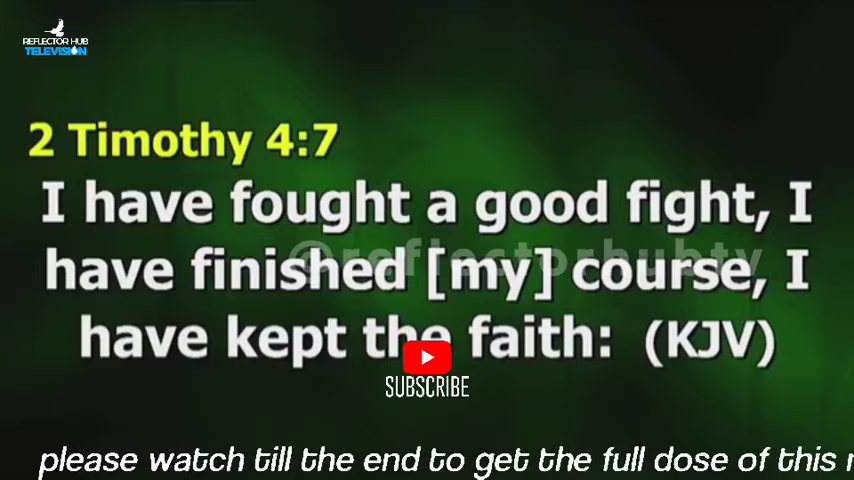 REFLECTOR HUB
TELEVISION
2 Timothy 4:7
I have fought a good fight, I
have finished [my] course, I
@reflectorhubtv
have kept the faith: (KJV)
SUBSCRIBE
please watch till the end to get the full dose of this